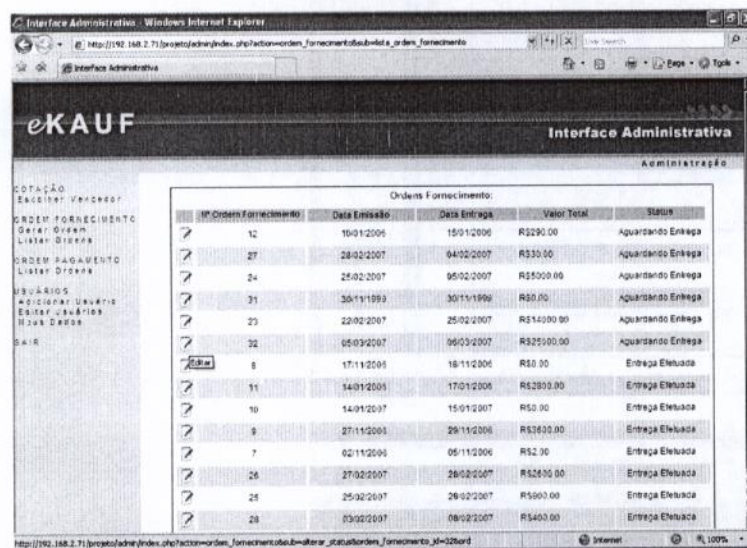 Interface Administrativa - Windows Internet Explorer
http://192.168.2.71/projeto/admin/index.php?action=ordem_fornecimento&sub=lista_ordem_fornecimento
Live Search
Interface Administrativa
Page Tools
eKAUF
Interface Administrativa
Administração
COTAÇÃO
Escolher Vencedor
ORDEM FORNECIMENTO
Gerar Ordem
Listar Ordens
ORDEM PAGAMENTO
Listar Ordens
USUÁRIOS
Adicionar Usuário
Editar Usuários
Meus Dados
SAIR
Ordens Fornecimento:
Nº Ordem Fornecimento Data Emissão Data Entrega Valor Total Status
12 10/01/2006 15/01/2006 R$290.00 Aguardando Entrega
27 28/02/2007 04/02/2007 R$30.00 Aguardando Entrega
24 25/02/2007 05/02/2007 R$5000.00 Aguardando Entrega
31 30/11/1999 30/11/1999 R$0.00 Aguardando Entrega
23 22/02/2007 25/02/2007 R$14000.00 Aguardando Entrega
32 05/03/2007 06/03/2007 R$25000.00 Aguardando Entrega
Editar
8 17/11/2006 18/11/2006 R$0.00 Entrega Efetuada
11 14/01/2006 17/01/2006 R$2800.00 Entrega Efetuada
10 14/01/2007 15/01/2007 R$0.00 Entrega Efetuada
9 27/11/2006 29/11/2006 R$3600.00 Entrega Efetuada
7 02/11/2006 05/11/2006 R$2.00 Entrega Efetuada
26 27/02/2007 28/02/2007 R$2600.00 Entrega Efetuada
25 25/02/2007 26/02/2007 R$900.00 Entrega Efetuada
28 03/02/2007 08/02/2007 R$400.00 Entrega Efetuada
http://192.168.2.71/projeto/admin/index.php?action=ordem_fornecimento&sub=alterar_status&ordem_fornecimento_id=32&ord
Internet 100%